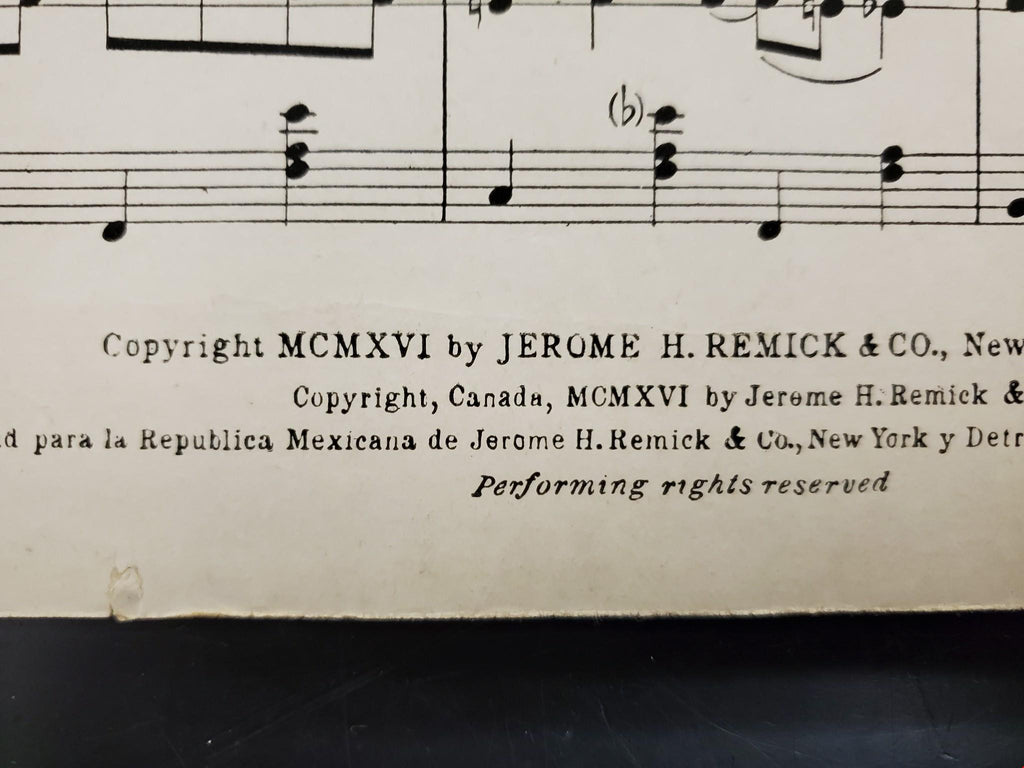 Copyright MCMXVI by JEROME H. REMICK & CO., New
Copyright, Canada, MCMXVI by Jerome H. Remick &
d para la Republica Mexicana de Jerome H. Remick & Co., New York y Detr
Performing rights reserved